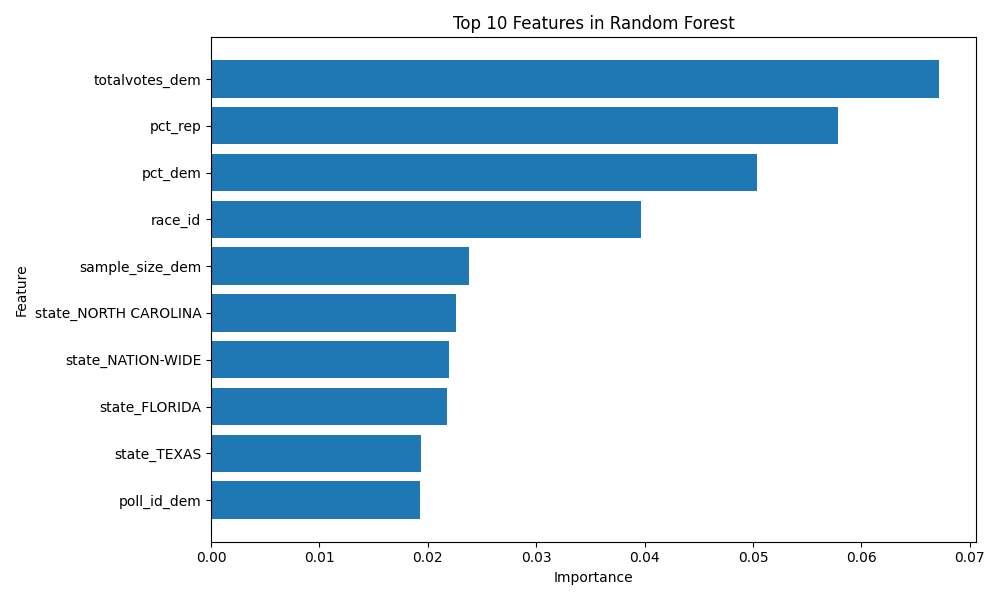 Top 10 Features in Random Forest
Feature
totalvotes_dem
pct_rep
pct_dem
race_id
sample_size_dem
state_NORTH CAROLINA
state_NATION-WIDE
state_FLORIDA
state_TEXAS
poll_id_dem
0.00 0.01 0.02 0.03 0.04 0.05 0.06 0.07
Importance